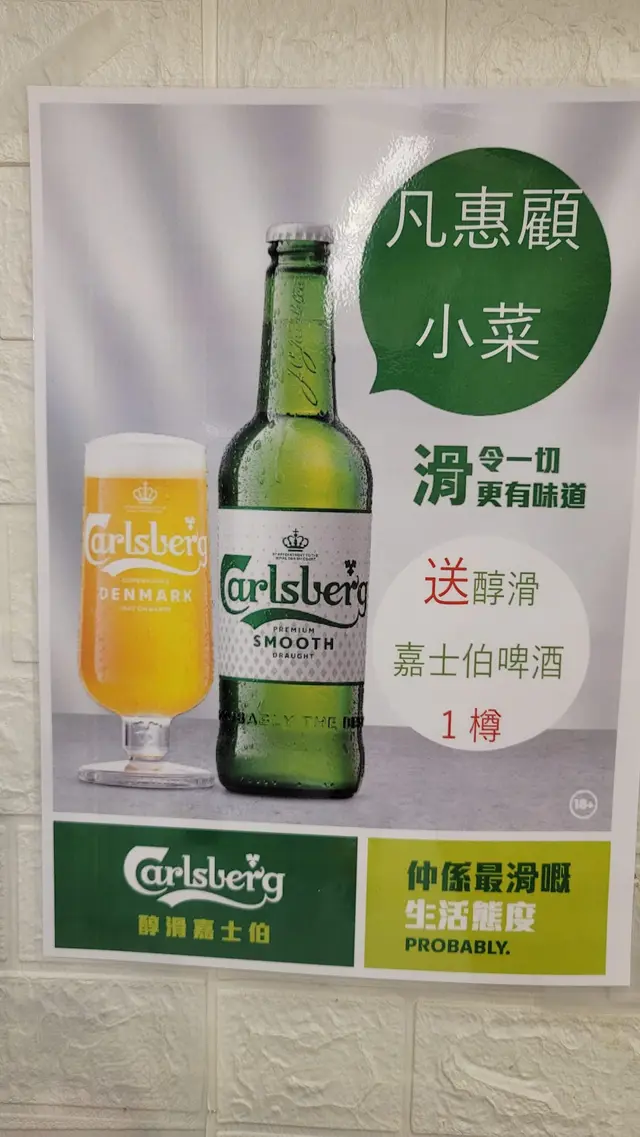 凡惠顧
小菜
滑 令一切
更有味道
送醇滑
嘉士伯啤酒
1樽
Carlsberg
DENMARK
Carlsberg
PREMIUM
SMOOTH
DRAUGHT
18+
Carlsberg
醇滑嘉士伯
仲係最滑嘅
生活態度
PROBABLY.